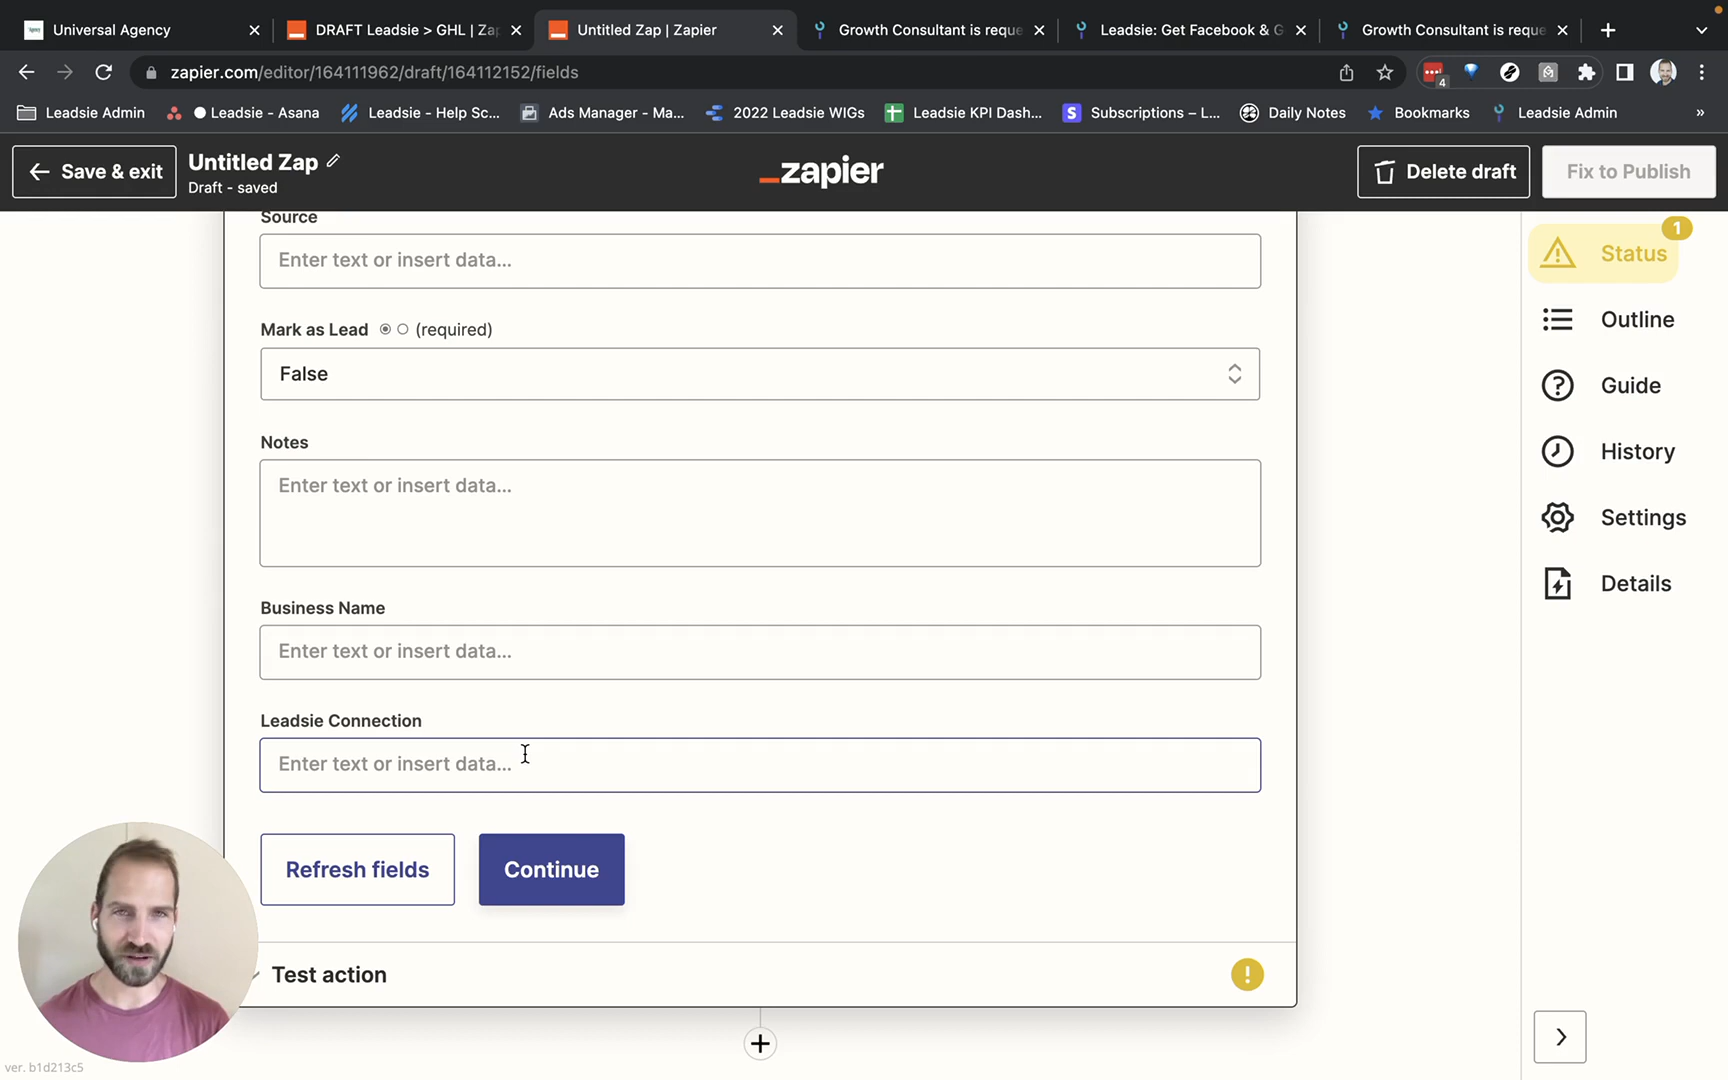 Universal Agency
DRAFT Leadsie > GHL | Zap
Untitled Zap | Zapier
Growth Consultant is reque
Leadsie: Get Facebook & G
Growth Consultant is reque
zapier.com/editor/164111962/draft/164112152/fields
4
Leadsie Admin
Leadsie - Asana
Leadsie - Help Sc...
Ads Manager - Ma...
2022 Leadsie WIGs
Leadsie KPI Dash...
Subscriptions – L...
Daily Notes
Bookmarks
Leadsie Admin
»
Save & exit
Untitled Zap
Draft - saved
zapier
Delete draft
Fix to Publish
Source
Enter text or insert data...
Mark as Lead (required)
False
Notes
Enter text or insert data...
Business Name
Enter text or insert data...
Leadsie Connection
Enter text or insert data...
Refresh fields
Continue
Test action
1
Status
Outline
Guide
History
Settings
Details
ver. b1d213c5